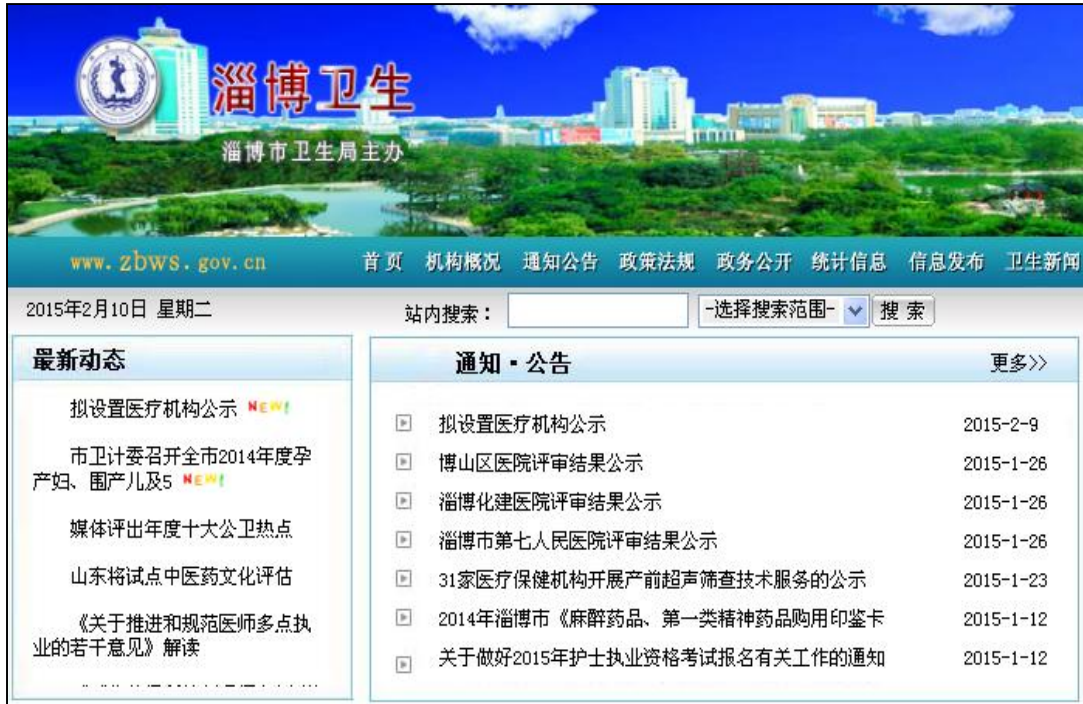 淄博卫生
淄博市卫生局主办
www.zbws.gov.cn 首页 机构概况 通知公告 政策法规 政务公开 统计信息 信息发布 卫生新闻
2015年2月10日 星期二 站内搜索： -选择搜索范围- 搜 索
最新动态
拟设置医疗机构公示 NEW!
市卫计委召开全市2014年度孕
产妇、围产儿及5 NEW!
媒体评出年度十大公卫热点
山东将试点中医药文化评估
《关于推进和规范医师多点执
业的若干意见》解读
通知·公告 更多>>
拟设置医疗机构公示 2015-2-9
博山区医院评审结果公示 2015-1-26
淄博化建医院评审结果公示 2015-1-26
淄博市第七人民医院评审结果公示 2015-1-26
31家医疗保健机构开展产前超声筛查技术服务的公示 2015-1-23
2014年淄博市《麻醉药品、第一类精神药品购用印鉴卡 2015-1-12
关于做好2015年护士执业资格考试报名有关工作的通知 2015-1-12